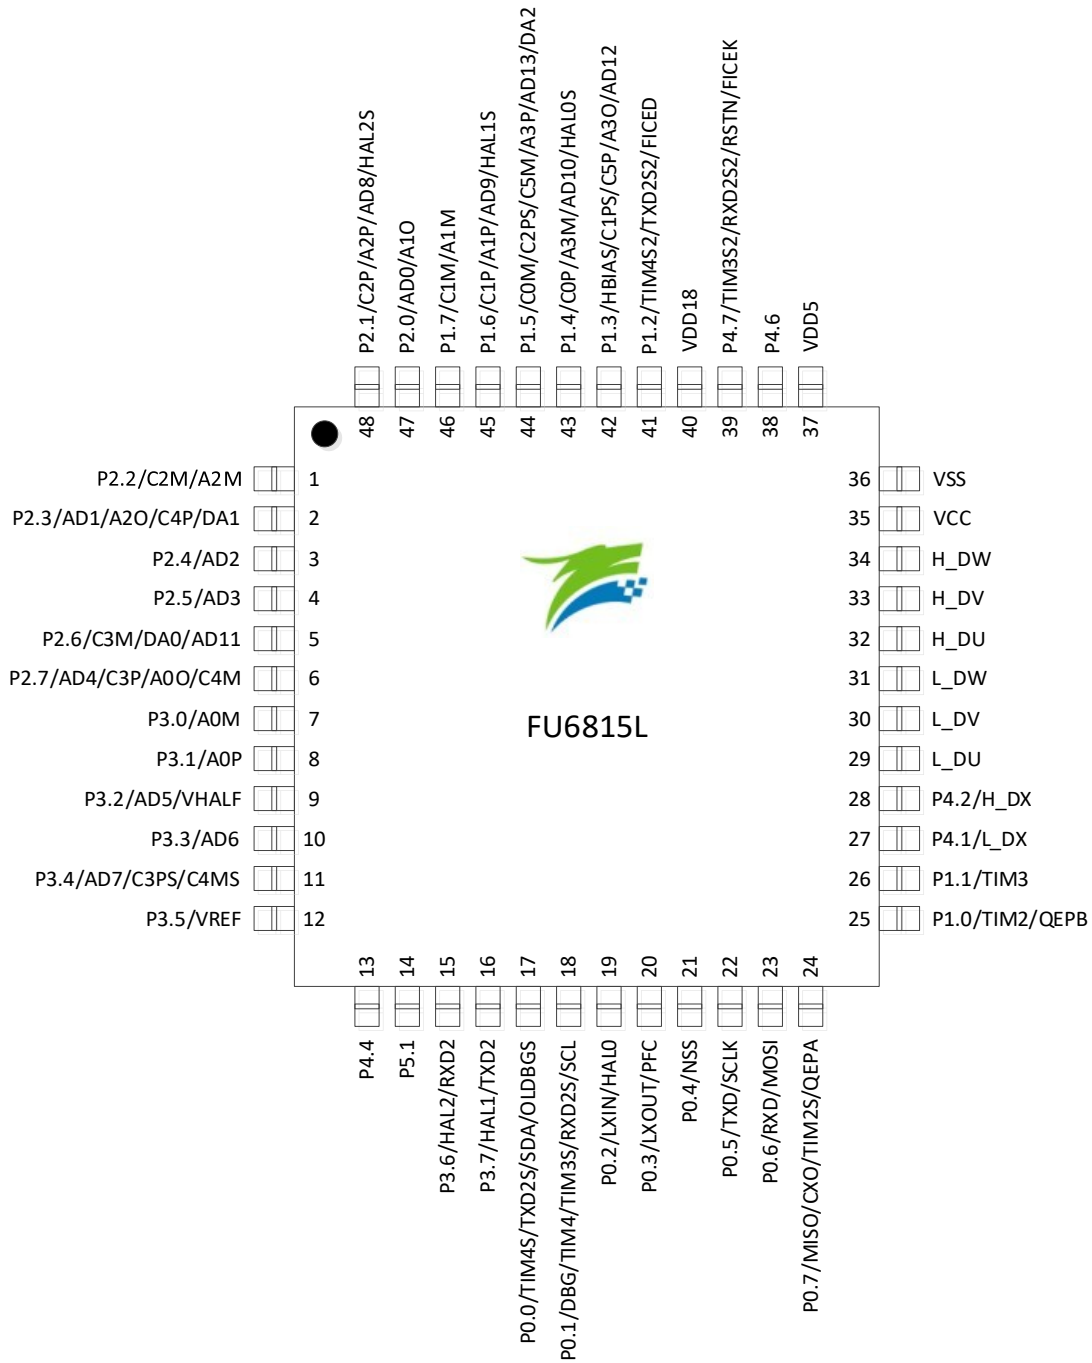 P2.1/C2P/A2P/AD8/HAL2S
P2.0/AD0/A1O
P1.7/C1M/A1M
P1.6/C1P/A1P/AD9/HAL1S
P1.5/C0M/C2PS/C5M/A3P/AD13/DA2
P1.4/C0P/A3M/AD10/HAL0S
P1.3/HBIAS/C1PS/C5P/A3O/AD12
P1.2/TIM4S2/TXD2S2/FICED
VDD18
P4.7/TIM3S2/RXD2S2/RSTN/FICEK
P4.6
VDD5
48 47 46 45 44 43 42 41 40 39 38 37
P2.2/C2M/A2M 1
P2.3/AD1/A2O/C4P/DA1 2
P2.4/AD2 3
P2.5/AD3 4
P2.6/C3M/DA0/AD11 5
P2.7/AD4/C3P/A0O/C4M 6
P3.0/A0M 7
P3.1/A0P 8
P3.2/AD5/VHALF 9
P3.3/AD6 10
P3.4/AD7/C3PS/C4MS 11
P3.5/VREF 12
FU6815L
36 VSS
35 VCC
34 H_DW
33 H_DV
32 H_DU
31 L_DW
30 L_DV
29 L_DU
28 P4.2/H_DX
27 P4.1/L_DX
26 P1.1/TIM3
25 P1.0/TIM2/QEPB
13 14 15 16 17 18 19 20 21 22 23 24
P4.4
P5.1
P3.6/HAL2/RXD2
P3.7/HAL1/TXD2
P0.0/TIM4S/TXD2S/SDA/OLDBGS
P0.1/DBG/TIM4/TIM3S/RXD2S/SCL
P0.2/LXIN/HAL0
P0.3/LXOUT/PFC
P0.4/NSS
P0.5/TXD/SCLK
P0.6/RXD/MOSI
P0.7/MISO/CXO/TIM2S/QEPA